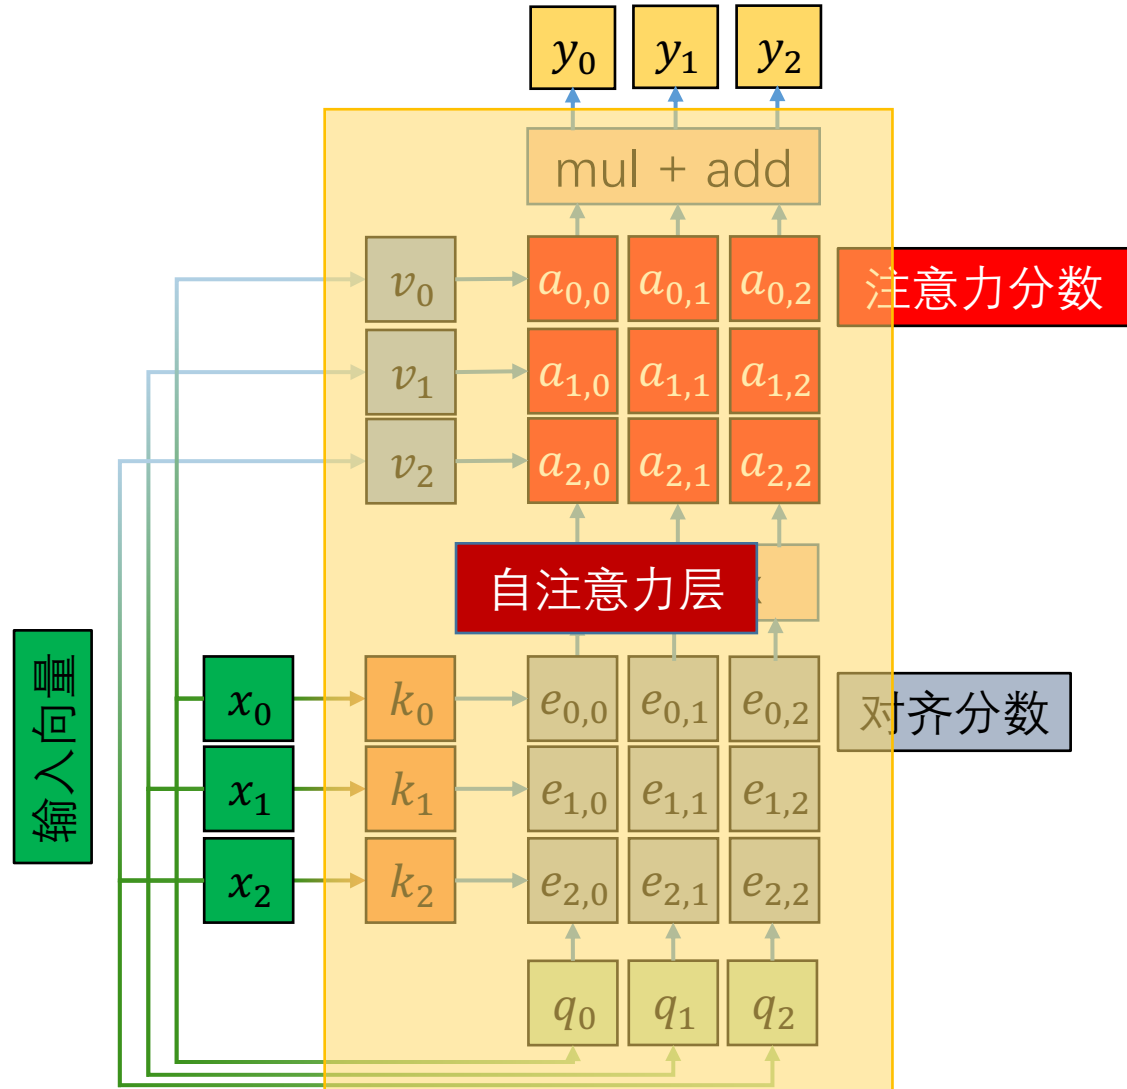 y₀ y₁ y₂
mul + add
v₀ a₀,₀ a₀,₁ a₀,₂ 注意力分数
v₁ a₁,₀ a₁,₁ a₁,₂
v₂ a₂,₀ a₂,₁ a₂,₂
自注意力层
输入向量
x₀ k₀ e₀,₀ e₀,₁ e₀,₂ 对齐分数
x₁ k₁ e₁,₀ e₁,₁ e₁,₂
x₂ k₂ e₂,₀ e₂,₁ e₂,₂
q₀ q₁ q₂